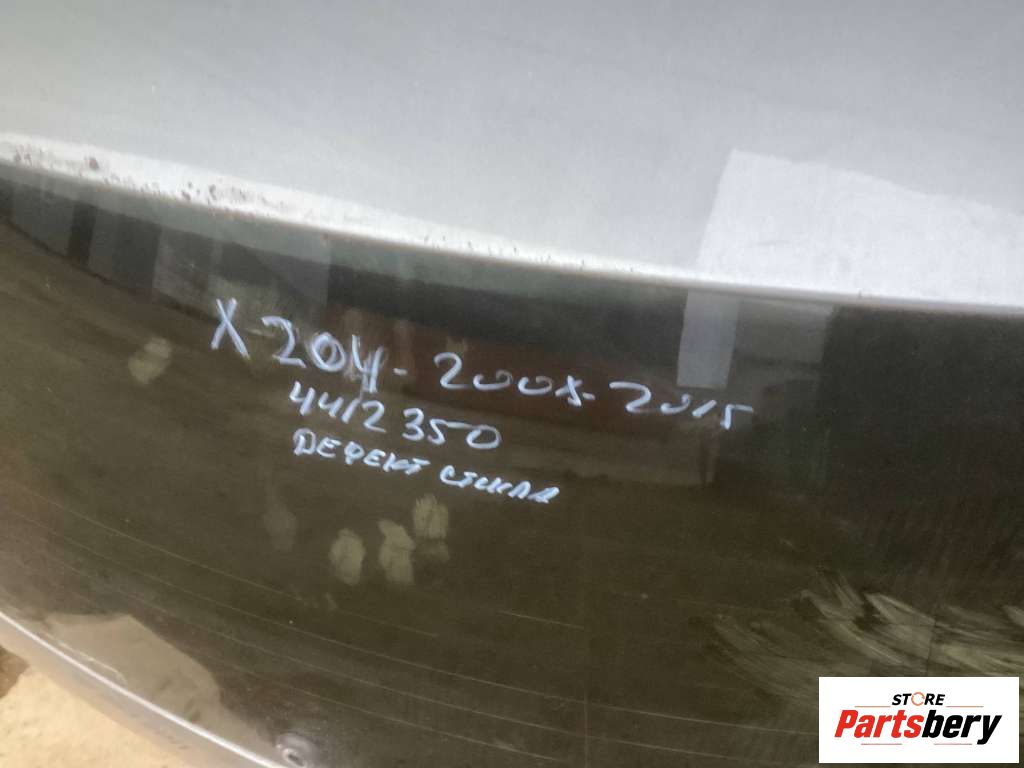 X-204 - 2008-2015
4412350
ДЕФЕКТ СТЕКЛА
STORE
Partsbery